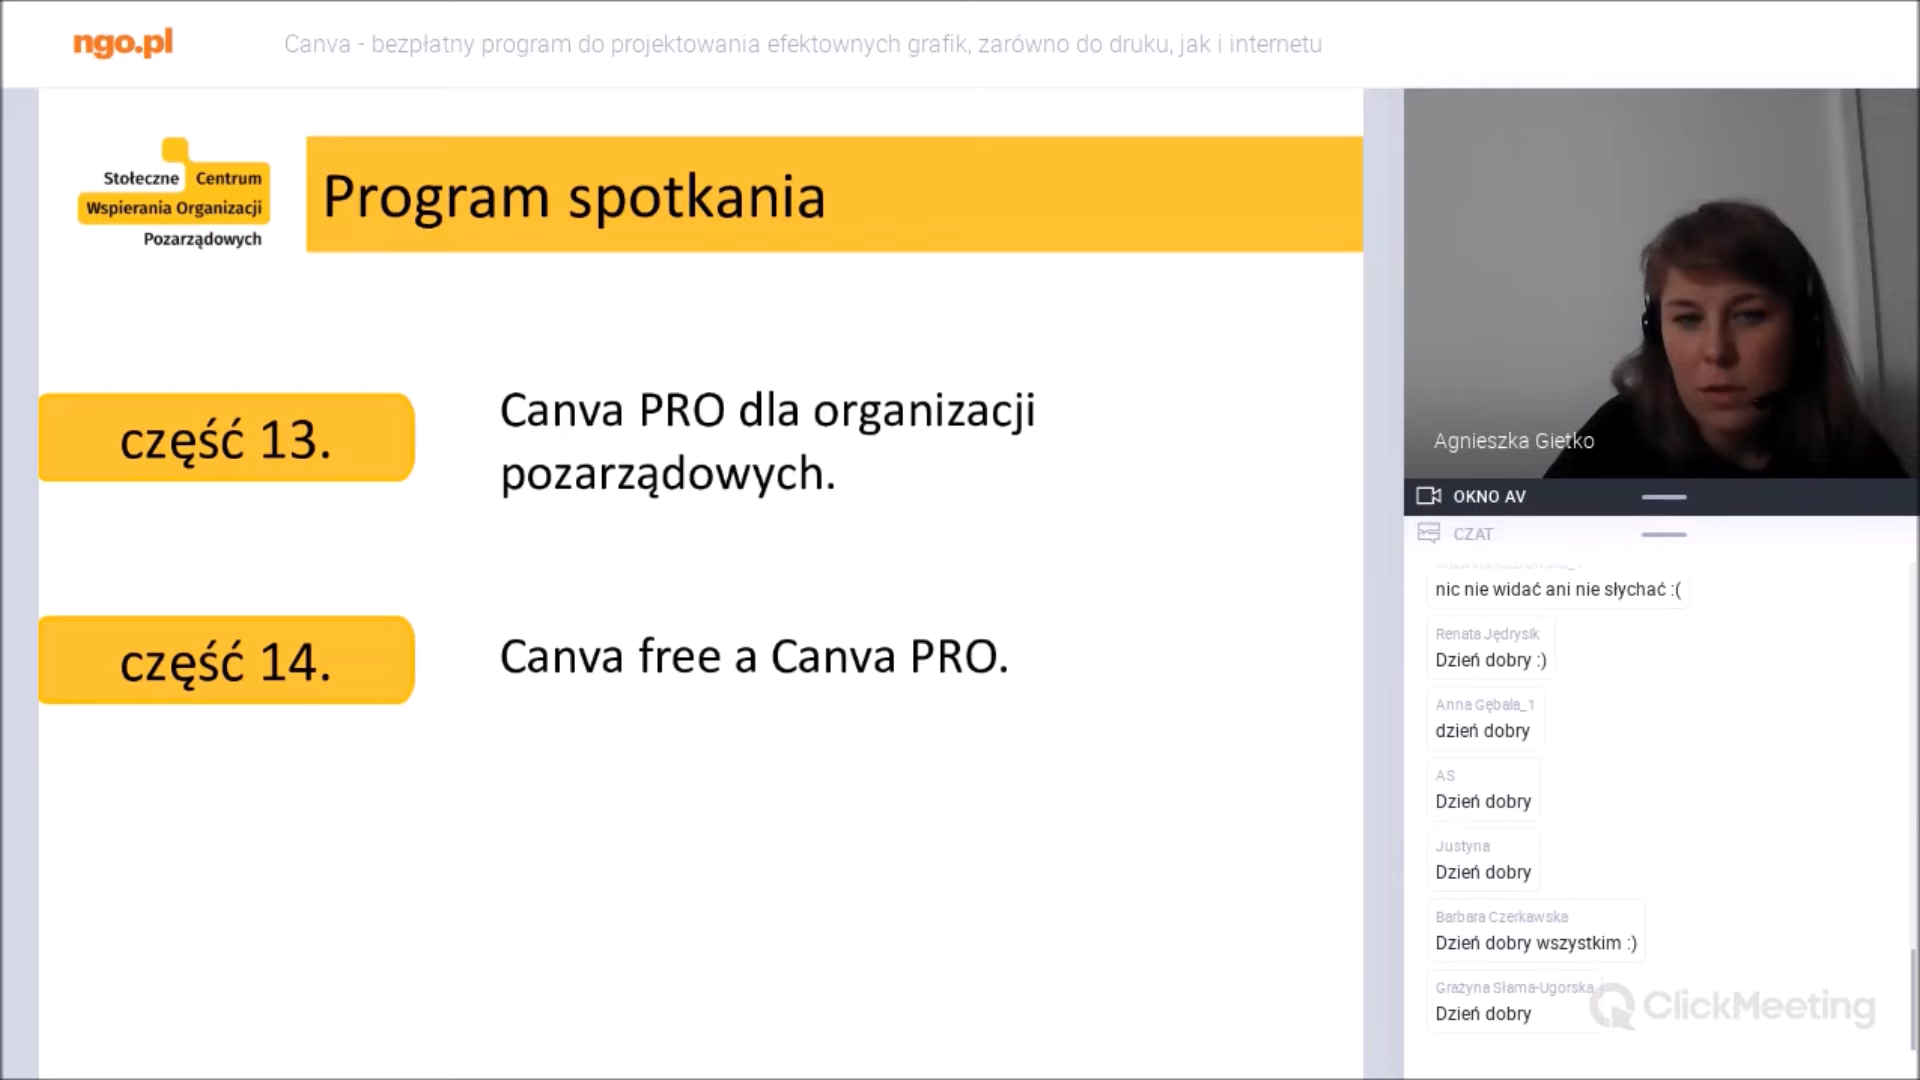 ngo.pl
Canva - bezpłatny program do projektowania efektownych grafik, zarówno do druku, jak i internetu
Stołeczne Centrum
Wspierania Organizacji
Pozarządowych
Program spotkania
część 13.
Canva PRO dla organizacji
pozarządowych.
część 14.
Canva free a Canva PRO.
Agnieszka Gietko
OKNO AV
CZAT
nic nie widać ani nie słychać :(
Renata Jędrysik
Dzień dobry :)
Anna Gębala_1
dzień dobry
AS
Dzień dobry
Justyna
Dzień dobry
Barbara Czerkawska
Dzień dobry wszystkim :)
Grażyna Słama-Ugorska
Dzień dobry
ClickMeeting